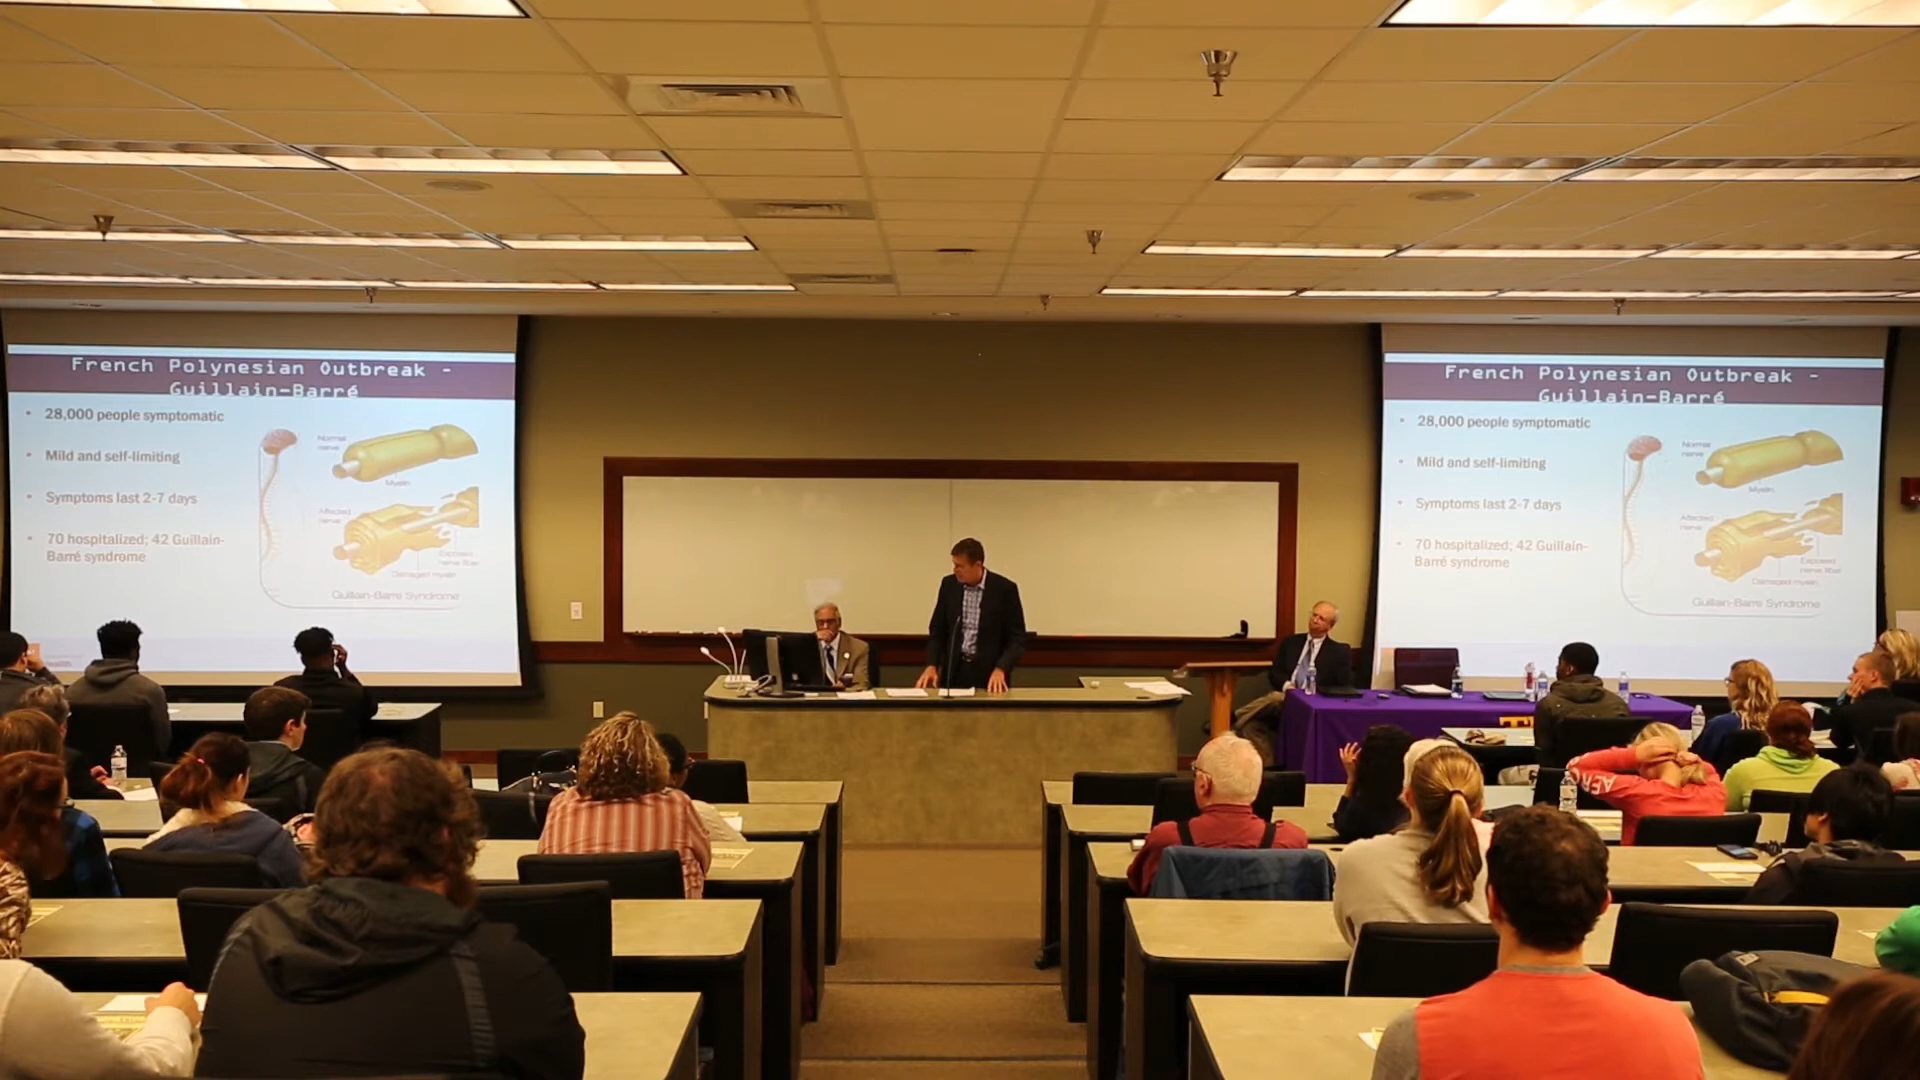 French Polynesian Outbreak -
Guillain-Barré
• 28,000 people symptomatic
• Mild and self-limiting
• Symptoms last 2-7 days
• 70 hospitalized; 42 Guillain-
Barré syndrome
Normal
nerve
Myelin
Affected
nerve
Exposed
nerve fiber
Damaged myelin
Guillain-Barre Syndrome
French Polynesian Outbreak -
Guillain-Barré
• 28,000 people symptomatic
• Mild and self-limiting
• Symptoms last 2-7 days
• 70 hospitalized; 42 Guillain-
Barré syndrome
Normal
nerve
Myelin
Affected
nerve
Exposed
nerve fiber
Damaged myelin
Guillain-Barre Syndrome